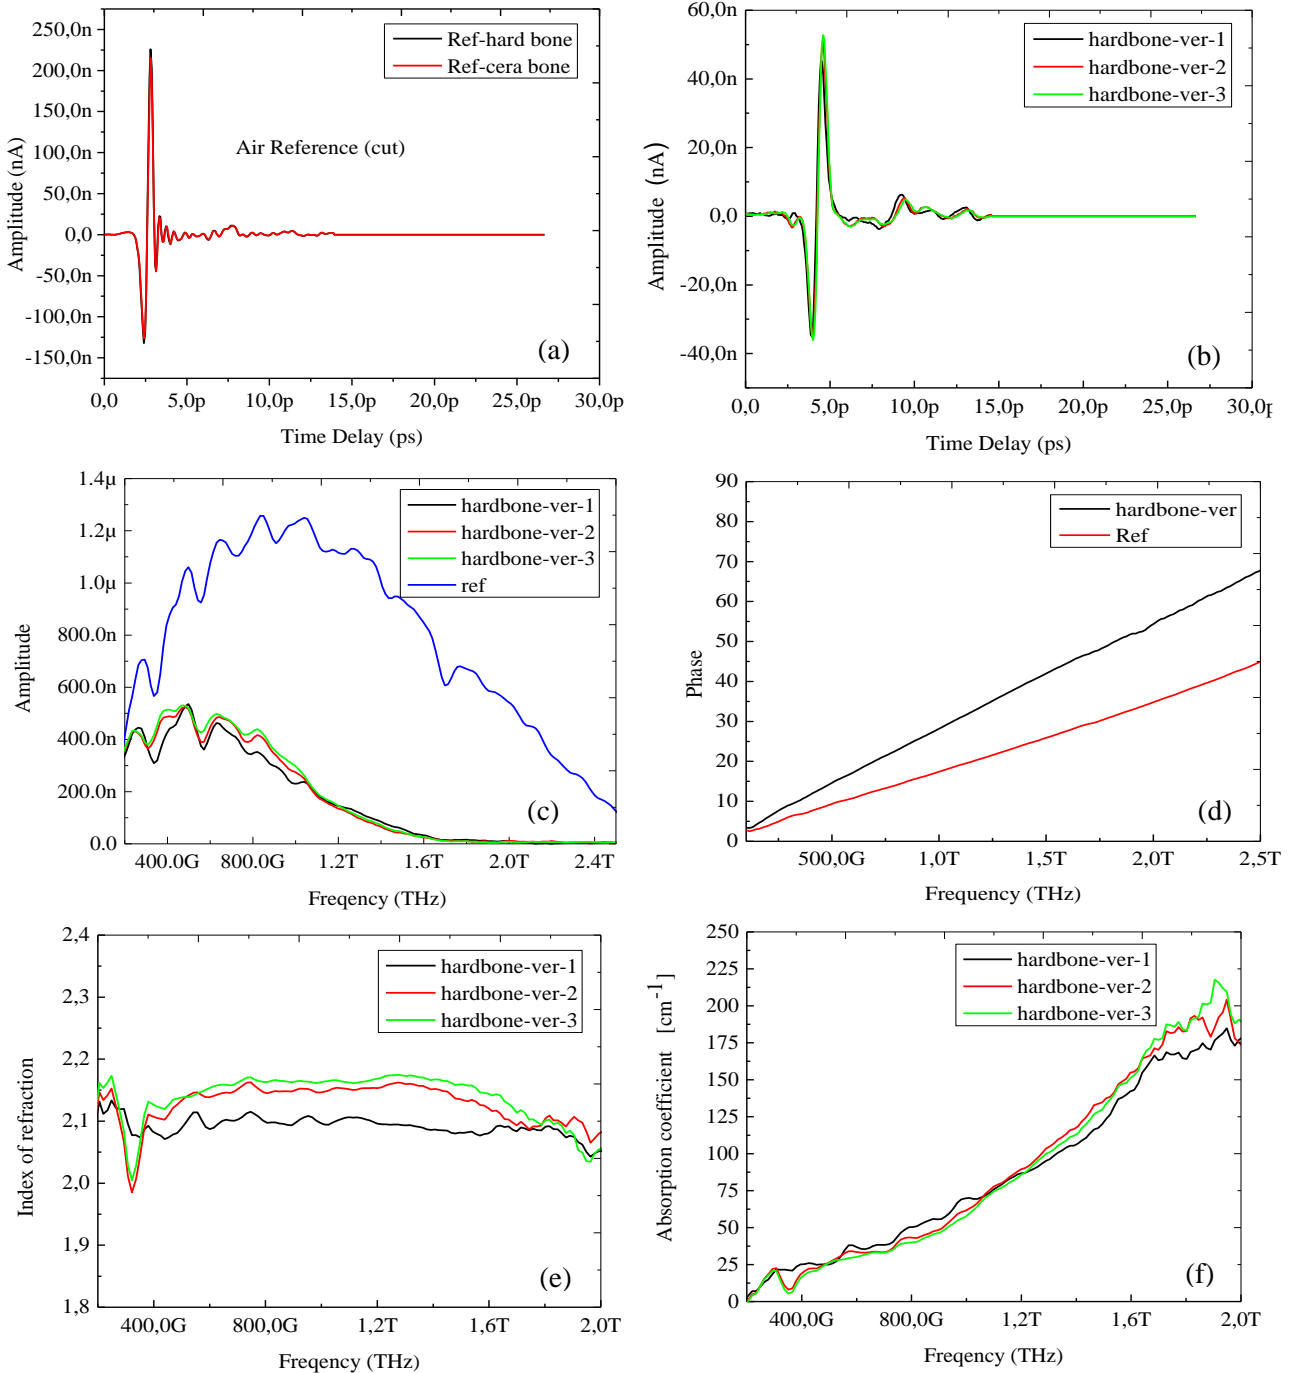 250,0n
200,0n
150,0n
100,0n
50,0n
0,0
-50,0n
-100,0n
-150,0n
Amplitude (nA)
Ref-hard bone
Ref-cera bone
Air Reference (cut)
(a)
0,0 5,0p 10,0p 15,0p 20,0p 25,0p 30,0p
Time Delay (ps)
60,0n
40,0n
20,0n
0,0
-20,0n
-40,0n
Amplitude (nA)
hardbone-ver-1
hardbone-ver-2
hardbone-ver-3
(b)
0,0 5,0p 10,0p 15,0p 20,0p 25,0p 30,0p
Time Delay (ps)
1.4µ
1.2µ
1.0µ
800.0n
600.0n
400.0n
200.0n
0.0
Amplitude
hardbone-ver-1
hardbone-ver-2
hardbone-ver-3
ref
(c)
400.0G 800.0G 1.2T 1.6T 2.0T 2.4T
Freqency (THz)
90
80
70
60
50
40
30
20
10
0
Phase
hardbone-ver
Ref
(d)
500,0G 1,0T 1,5T 2,0T 2,5T
Frequency (THz)
2,4
2,3
2,2
2,1
2,0
1,9
1,8
Index of refraction
hardbone-ver-1
hardbone-ver-2
hardbone-ver-3
(e)
400,0G 800,0G 1,2T 1,6T 2,0T
Freqency (THz)
250
225
200
175
150
125
100
75
50
25
0
Absorption coefficient [cm-1]
hardbone-ver-1
hardbone-ver-2
hardbone-ver-3
(f)
400,0G 800,0G 1,2T 1,6T 2,0T
Freqency (THz)